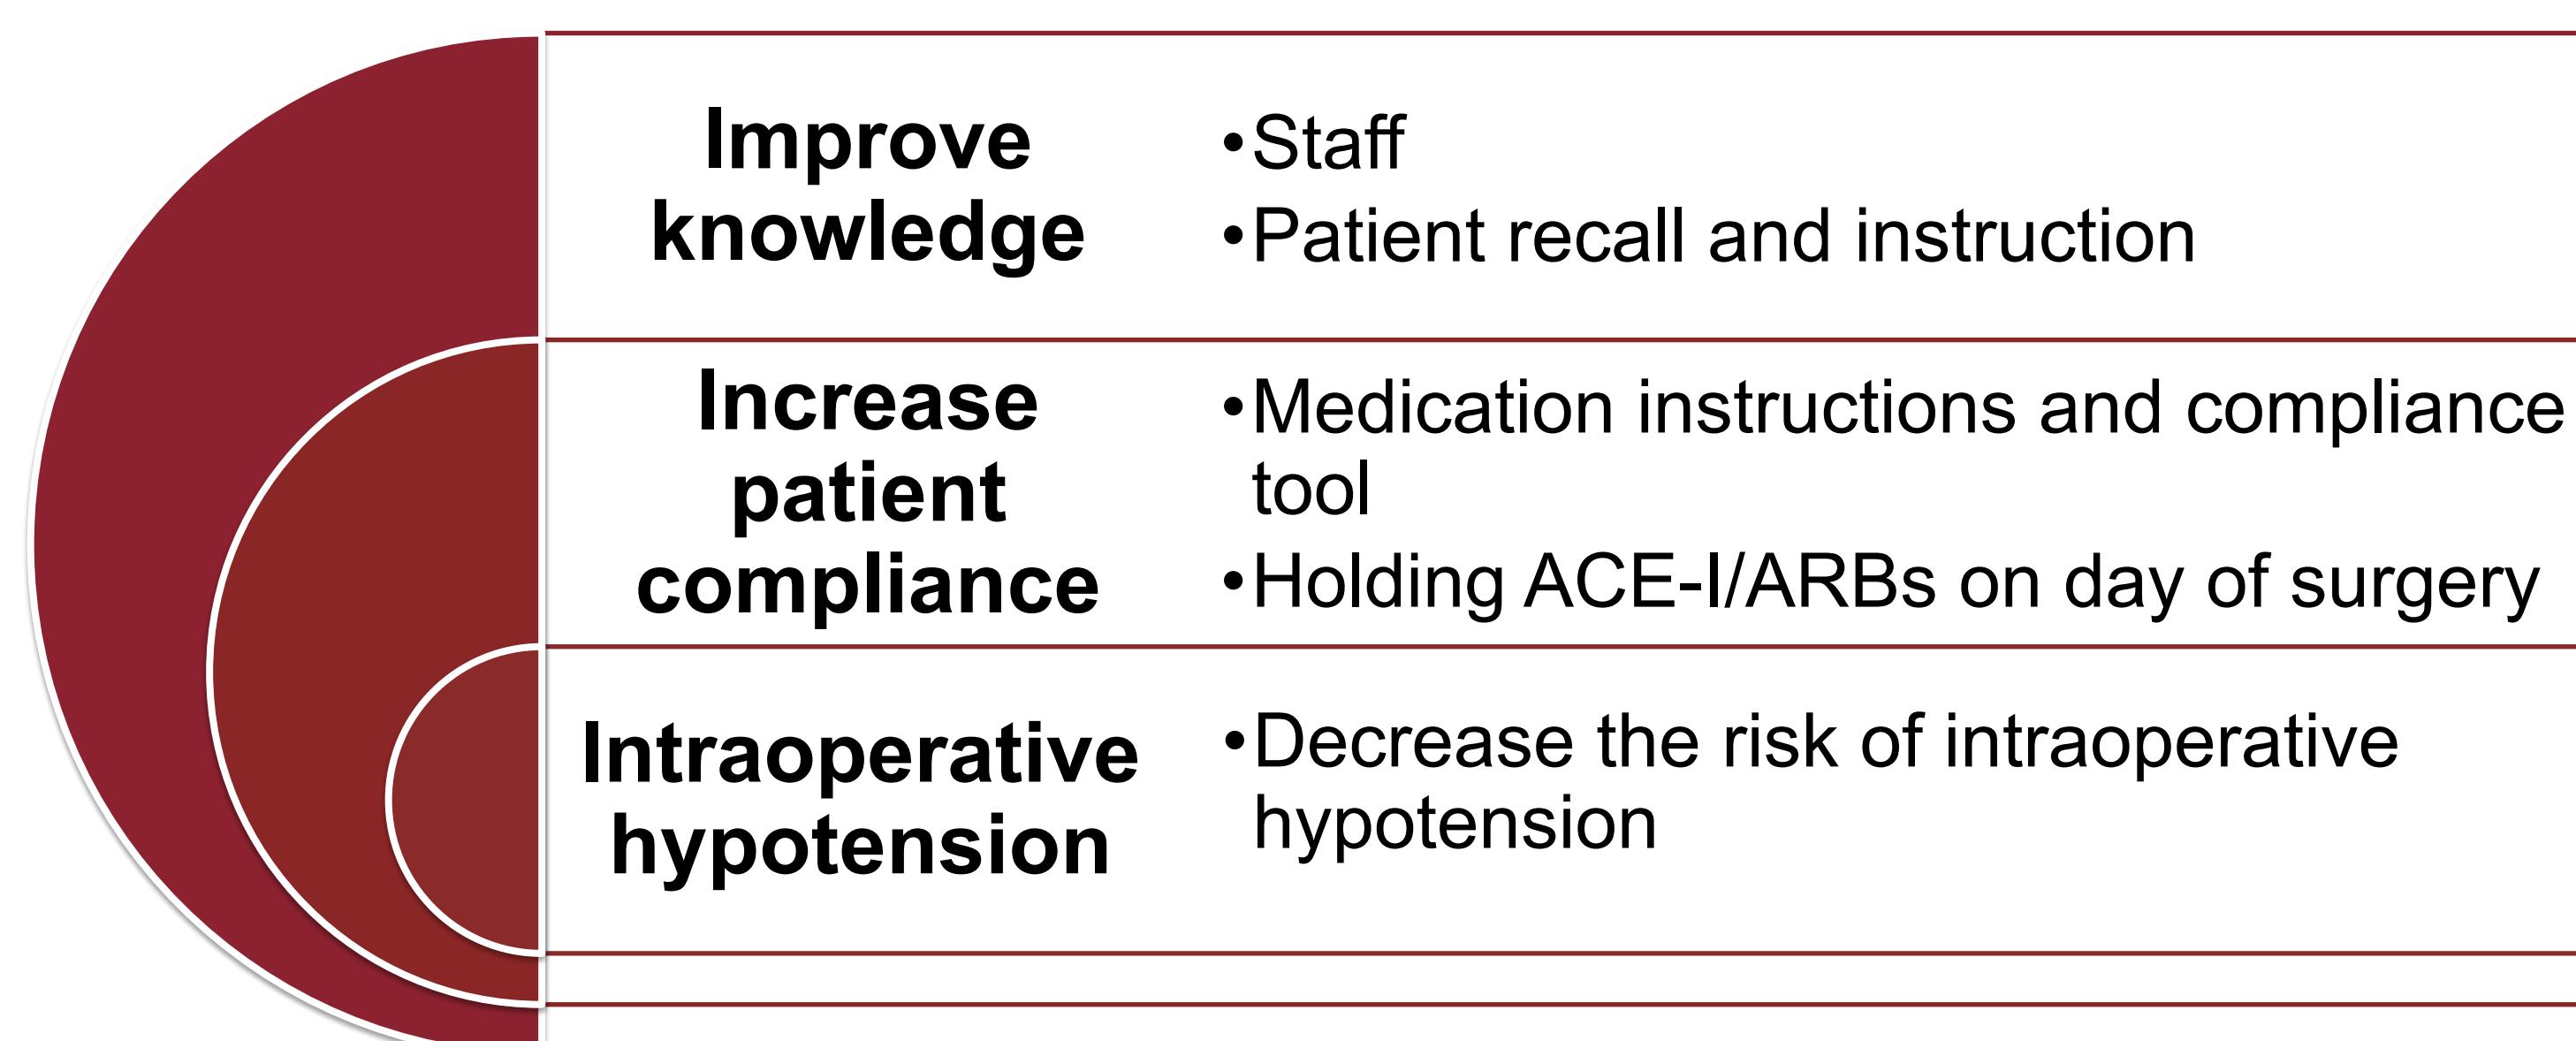 Improve
knowledge
•Staff
•Patient recall and instruction
Increase
patient
compliance
•Medication instructions and compliance
tool
•Holding ACE-I/ARBs on day of surgery
Intraoperative
hypotension
•Decrease the risk of intraoperative
hypotension